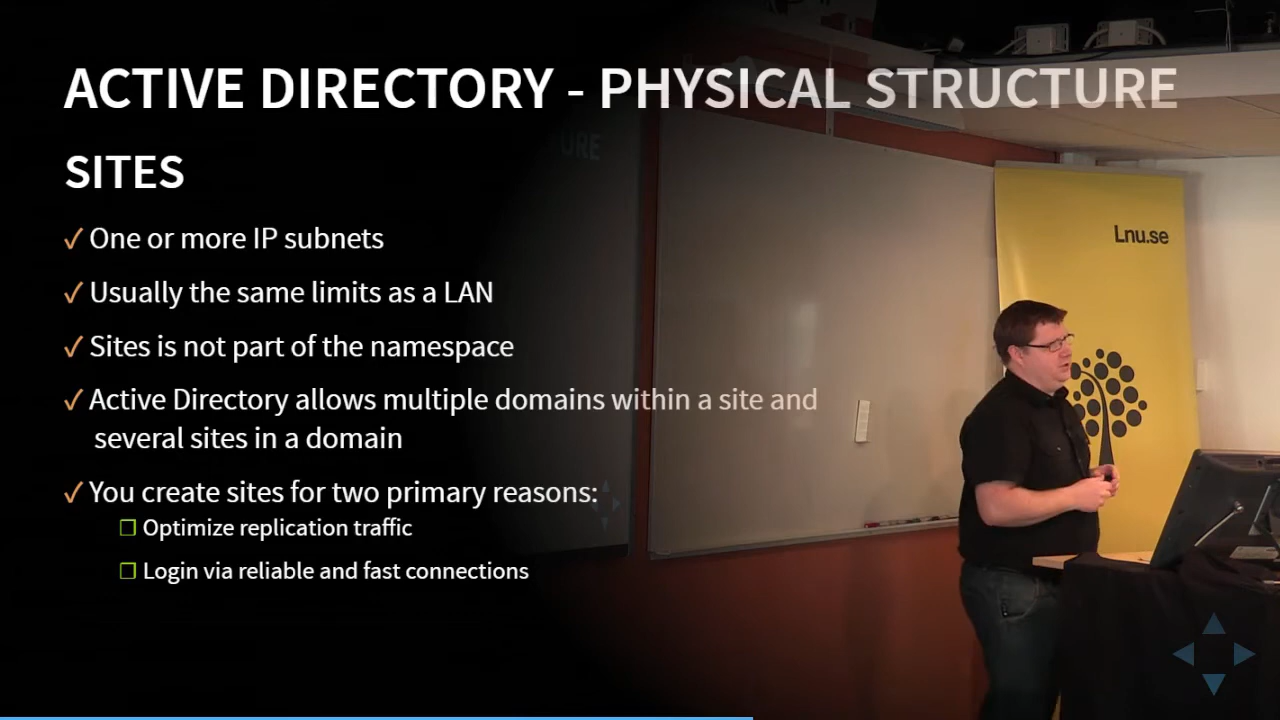 ACTIVE DIRECTORY - PHYSICAL STRUCTURE
SITES
✓ One or more IP subnets
✓ Usually the same limits as a LAN
✓ Sites is not part of the namespace
✓ Active Directory allows multiple domains within a site and
several sites in a domain
✓ You create sites for two primary reasons:
❒ Optimize replication traffic
❒ Login via reliable and fast connections
Lnu.se
URE